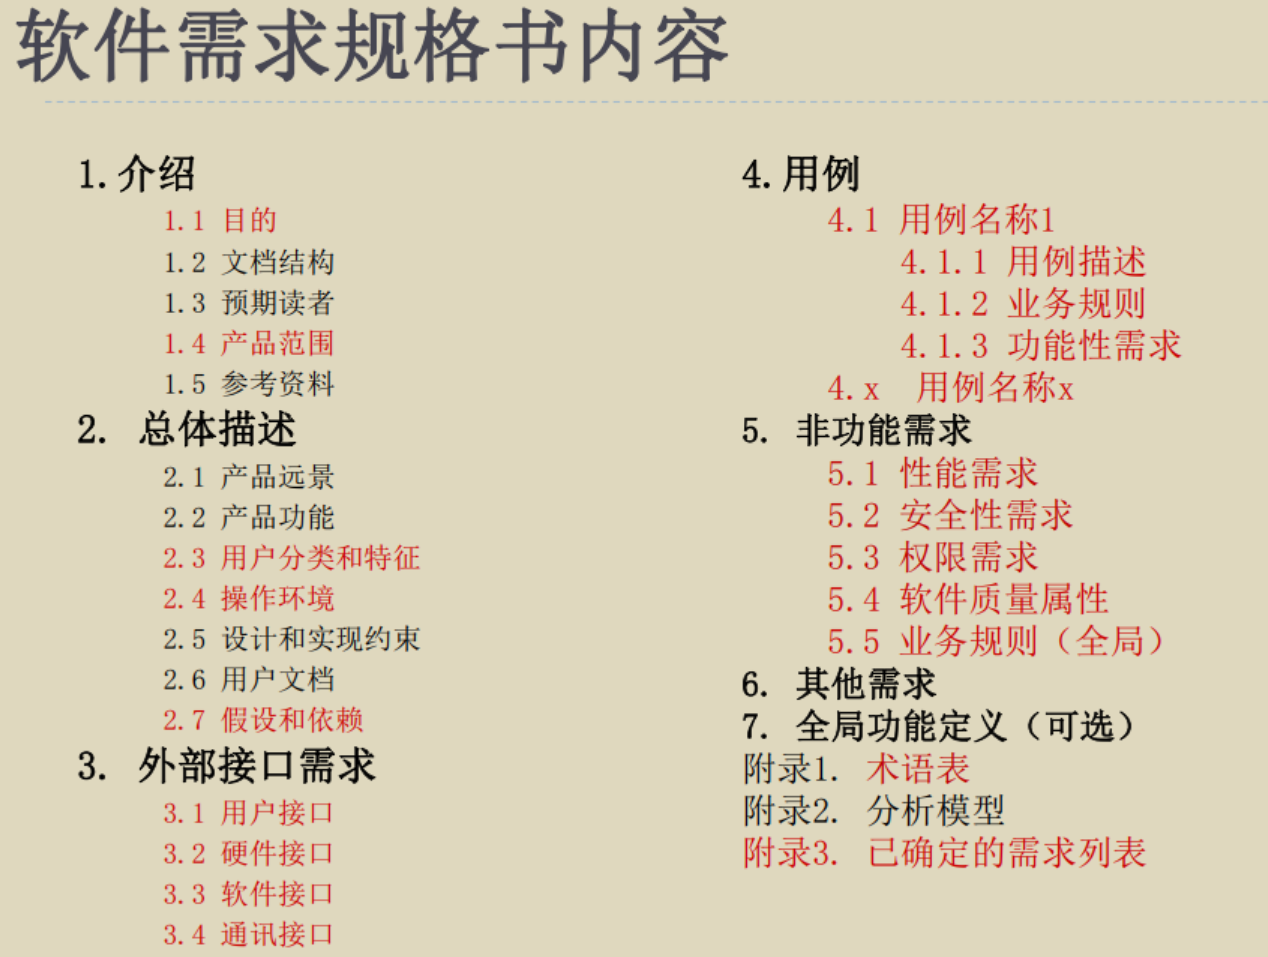 软件需求规格书内容
1.介绍
1.1 目的
1.2 文档结构
1.3 预期读者
1.4 产品范围
1.5 参考资料
2. 总体描述
2.1 产品远景
2.2 产品功能
2.3 用户分类和特征
2.4 操作环境
2.5 设计和实现约束
2.6 用户文档
2.7 假设和依赖
3. 外部接口需求
3.1 用户接口
3.2 硬件接口
3.3 软件接口
3.4 通讯接口
4.用例
4.1 用例名称1
4.1.1 用例描述
4.1.2 业务规则
4.1.3 功能性需求
4.x 用例名称x
5. 非功能需求
5.1 性能需求
5.2 安全性需求
5.3 权限需求
5.4 软件质量属性
5.5 业务规则（全局）
6. 其他需求
7. 全局功能定义（可选）
附录1. 术语表
附录2. 分析模型
附录3. 已确定的需求列表